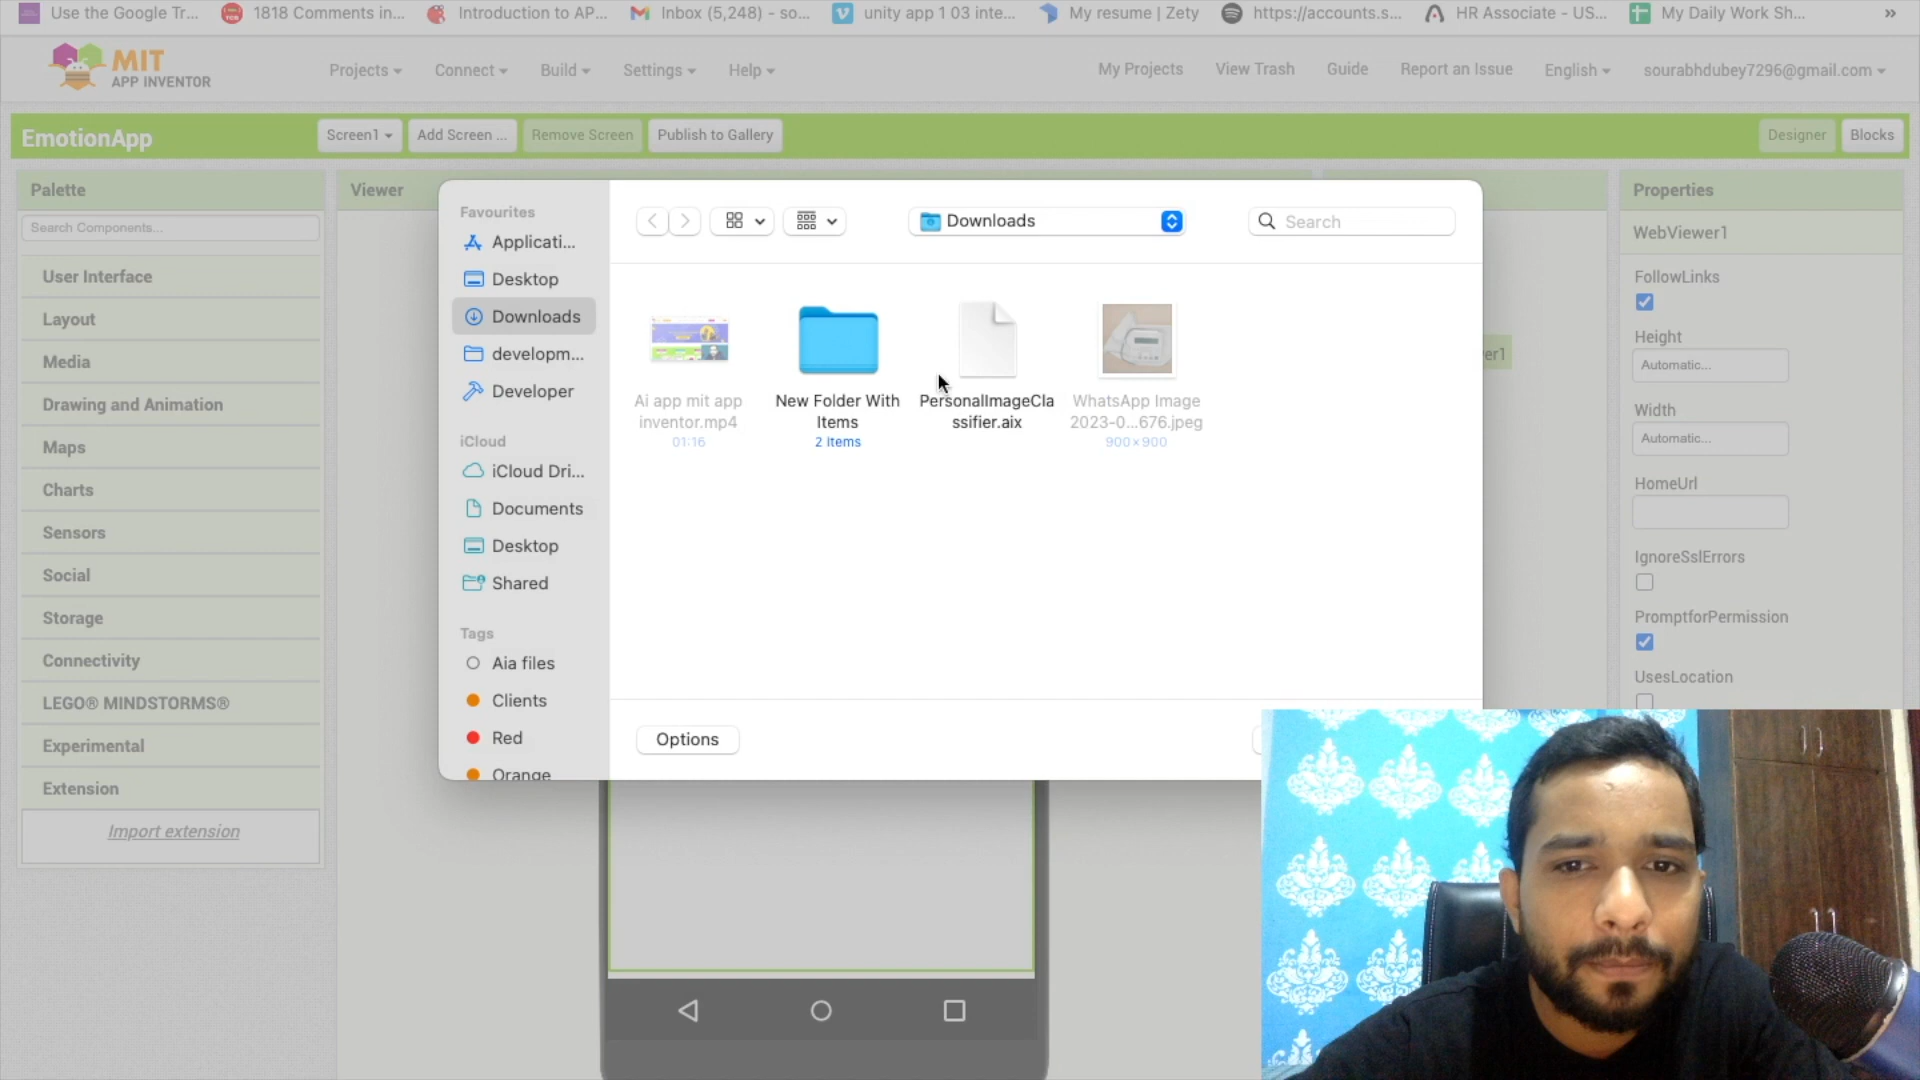 Use the Google Tr...
1818 Comments in...
Introduction to AP...
Inbox (5,248) - so...
unity app 1 03 inte...
My resume | Zety
https://accounts.s...
HR Associate - US...
My Daily Work Sh...
»
MIT
APP INVENTOR
Projects
Connect
Build
Settings
Help
My Projects
View Trash
Guide
Report an Issue
English
sourabhdubey7296@gmail.com
EmotionApp
Screen1
Add Screen ...
Remove Screen
Publish to Gallery
Designer
Blocks
Palette
Search Components...
User Interface
Layout
Media
Drawing and Animation
Maps
Charts
Sensors
Social
Storage
Connectivity
LEGO® MINDSTORMS®
Experimental
Extension
Import extension
Viewer
Favourites
Applicati...
Desktop
Downloads
developm...
Developer
iCloud
iCloud Dri...
Documents
Desktop
Shared
Tags
Aia files
Clients
Red
Orange
Downloads
Search
Ai app mit app
inventor.mp4
01:16
New Folder With
Items
2 items
PersonalImageCla
ssifier.aix
WhatsApp Image
2023-0...676.jpeg
900×900
Options
er1
Properties
WebViewer1
FollowLinks
Height
Automatic...
Width
Automatic...
HomeUrl
IgnoreSslErrors
PromptforPermission
UsesLocation